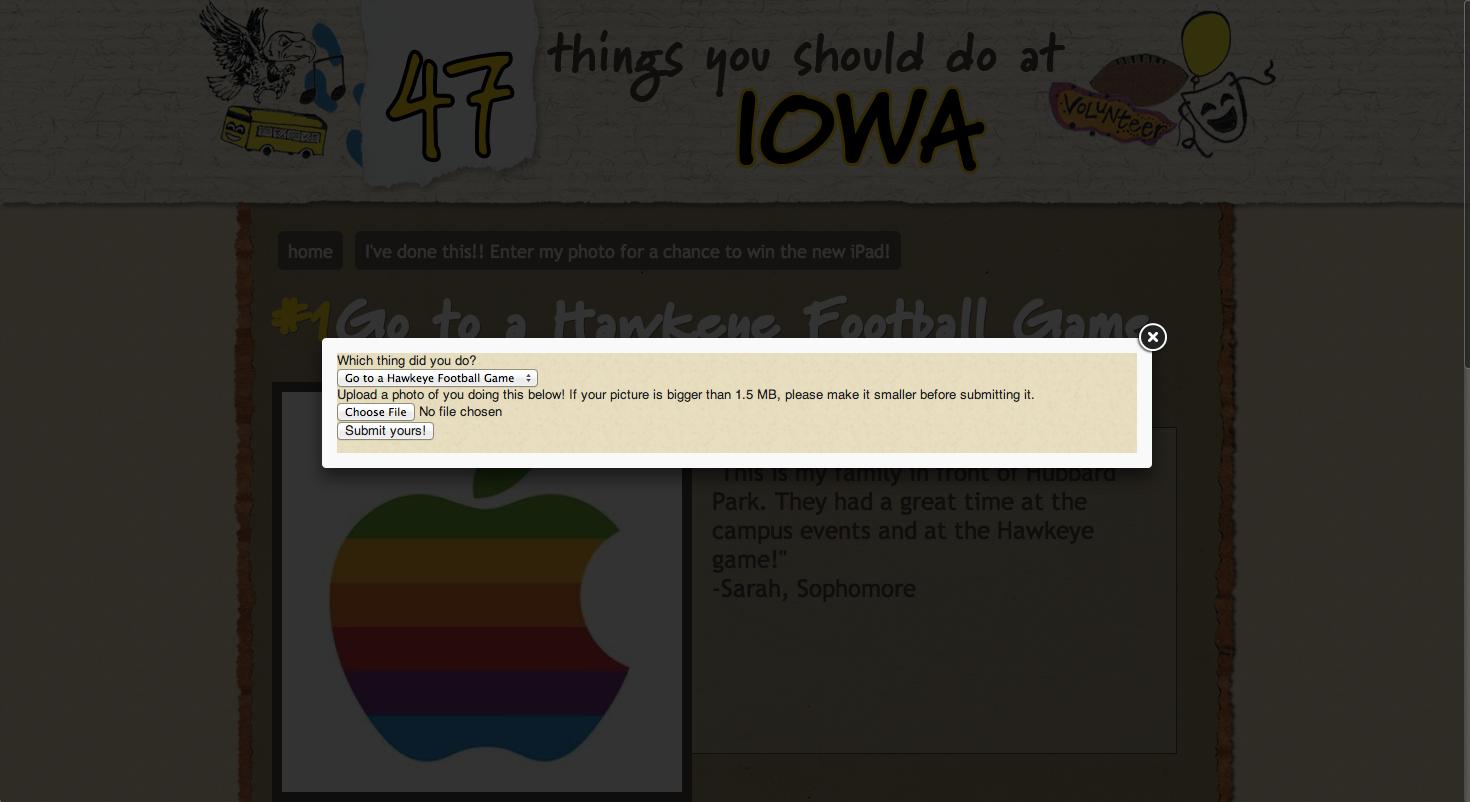 47
things you should do at
IOWA
VOLUNTEER
home
I've done this!! Enter my photo for a chance to win the new iPad!
#1 Go to a Hawkeye Football Game
Which thing did you do?
Go to a Hawkeye Football Game
Upload a photo of you doing this below! If your picture is bigger than 1.5 MB, please make it smaller before submitting it.
Choose File No file chosen
Submit yours!
"This is my family in front of Hubbard
Park. They had a great time at the
campus events and at the Hawkeye
game!"
-Sarah, Sophomore